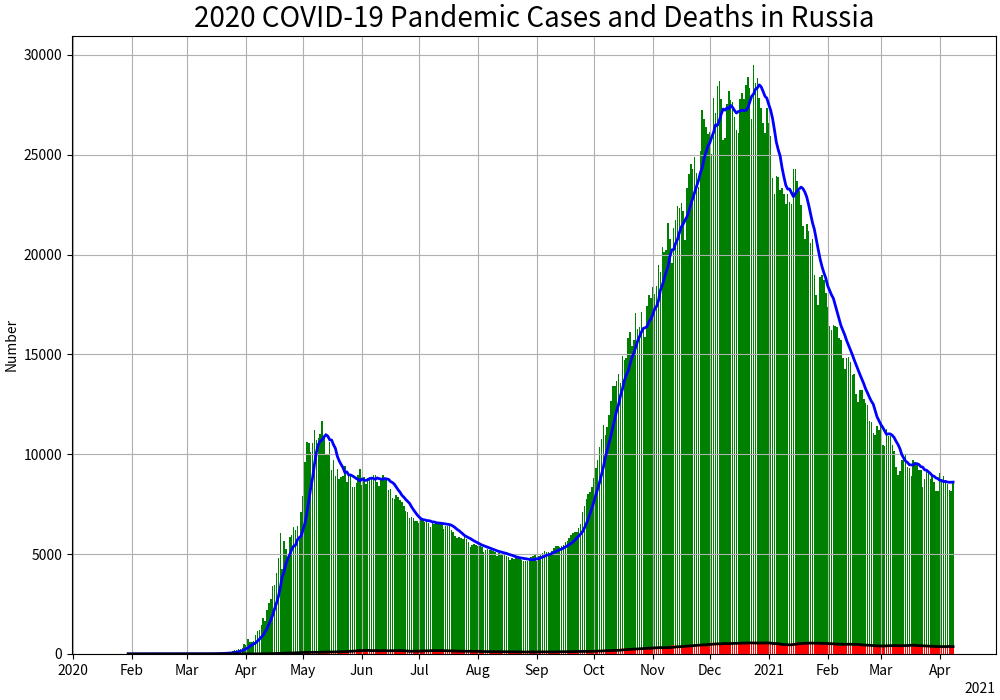 2020 COVID-19 Pandemic Cases and Deaths in Russia
30000
25000
20000
15000
10000
5000
0
Number
2020 Feb Mar Apr May Jun Jul Aug Sep Oct Nov Dec 2021 Feb Mar Apr
2021